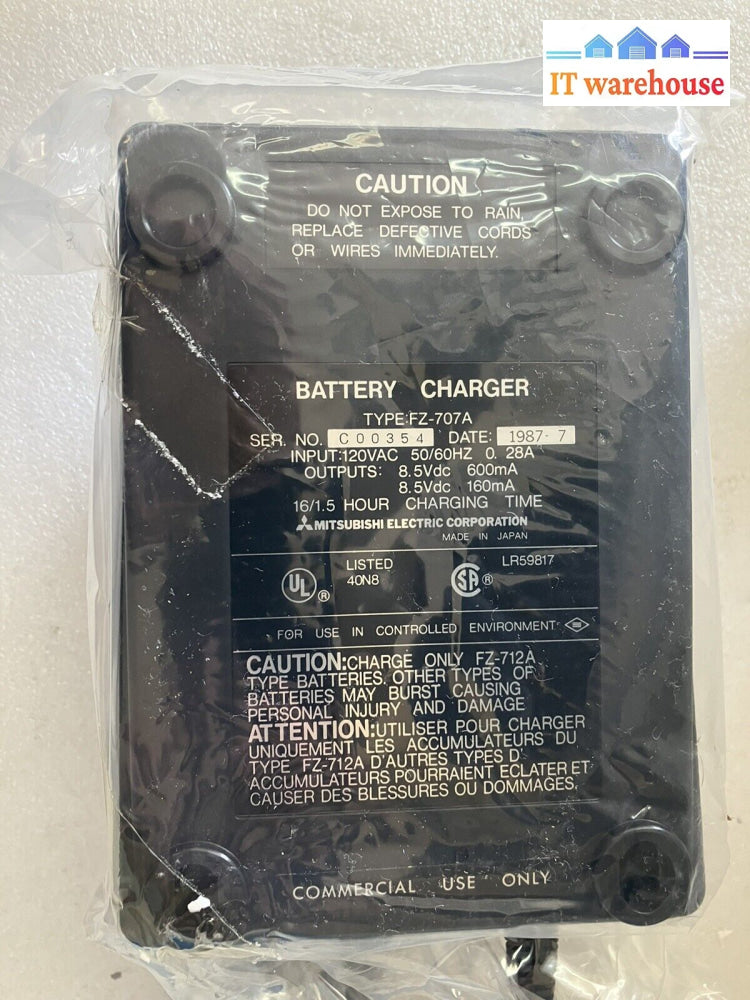 IT warehouse
CAUTION
DO NOT EXPOSE TO RAIN,
REPLACE DEFECTIVE CORDS
OR WIRES IMMEDIATELY.
BATTERY CHARGER
TYPE:FZ-707A
SER. NO. C00354 DATE: 1987-7
INPUT:120VAC 50/60HZ 0.28A
OUTPUTS: 8.5Vdc 600mA
8.5Vdc 160mA
16/1.5 HOUR CHARGING TIME
MITSUBISHI ELECTRIC CORPORATION
MADE IN JAPAN
UL ® LISTED
40N8
SA ® LR59817
FOR USE IN CONTROLLED ENVIRONMENT
CAUTION:CHARGE ONLY FZ-712A
TYPE BATTERIES. OTHER TYPES OF
BATTERIES MAY BURST CAUSING
PERSONAL INJURY AND DAMAGE
ATTENTION:UTILISER POUR CHARGER
UNIQUEMENT LES ACCUMULATEURS DU
TYPE FZ-712A D'AUTRES TYPES D
ACCUMULATEURS POURRAIENT ECLATER ET
CAUSER DES BLESSURES OU DOMMAGES.
COMMERCIAL USE ONLY